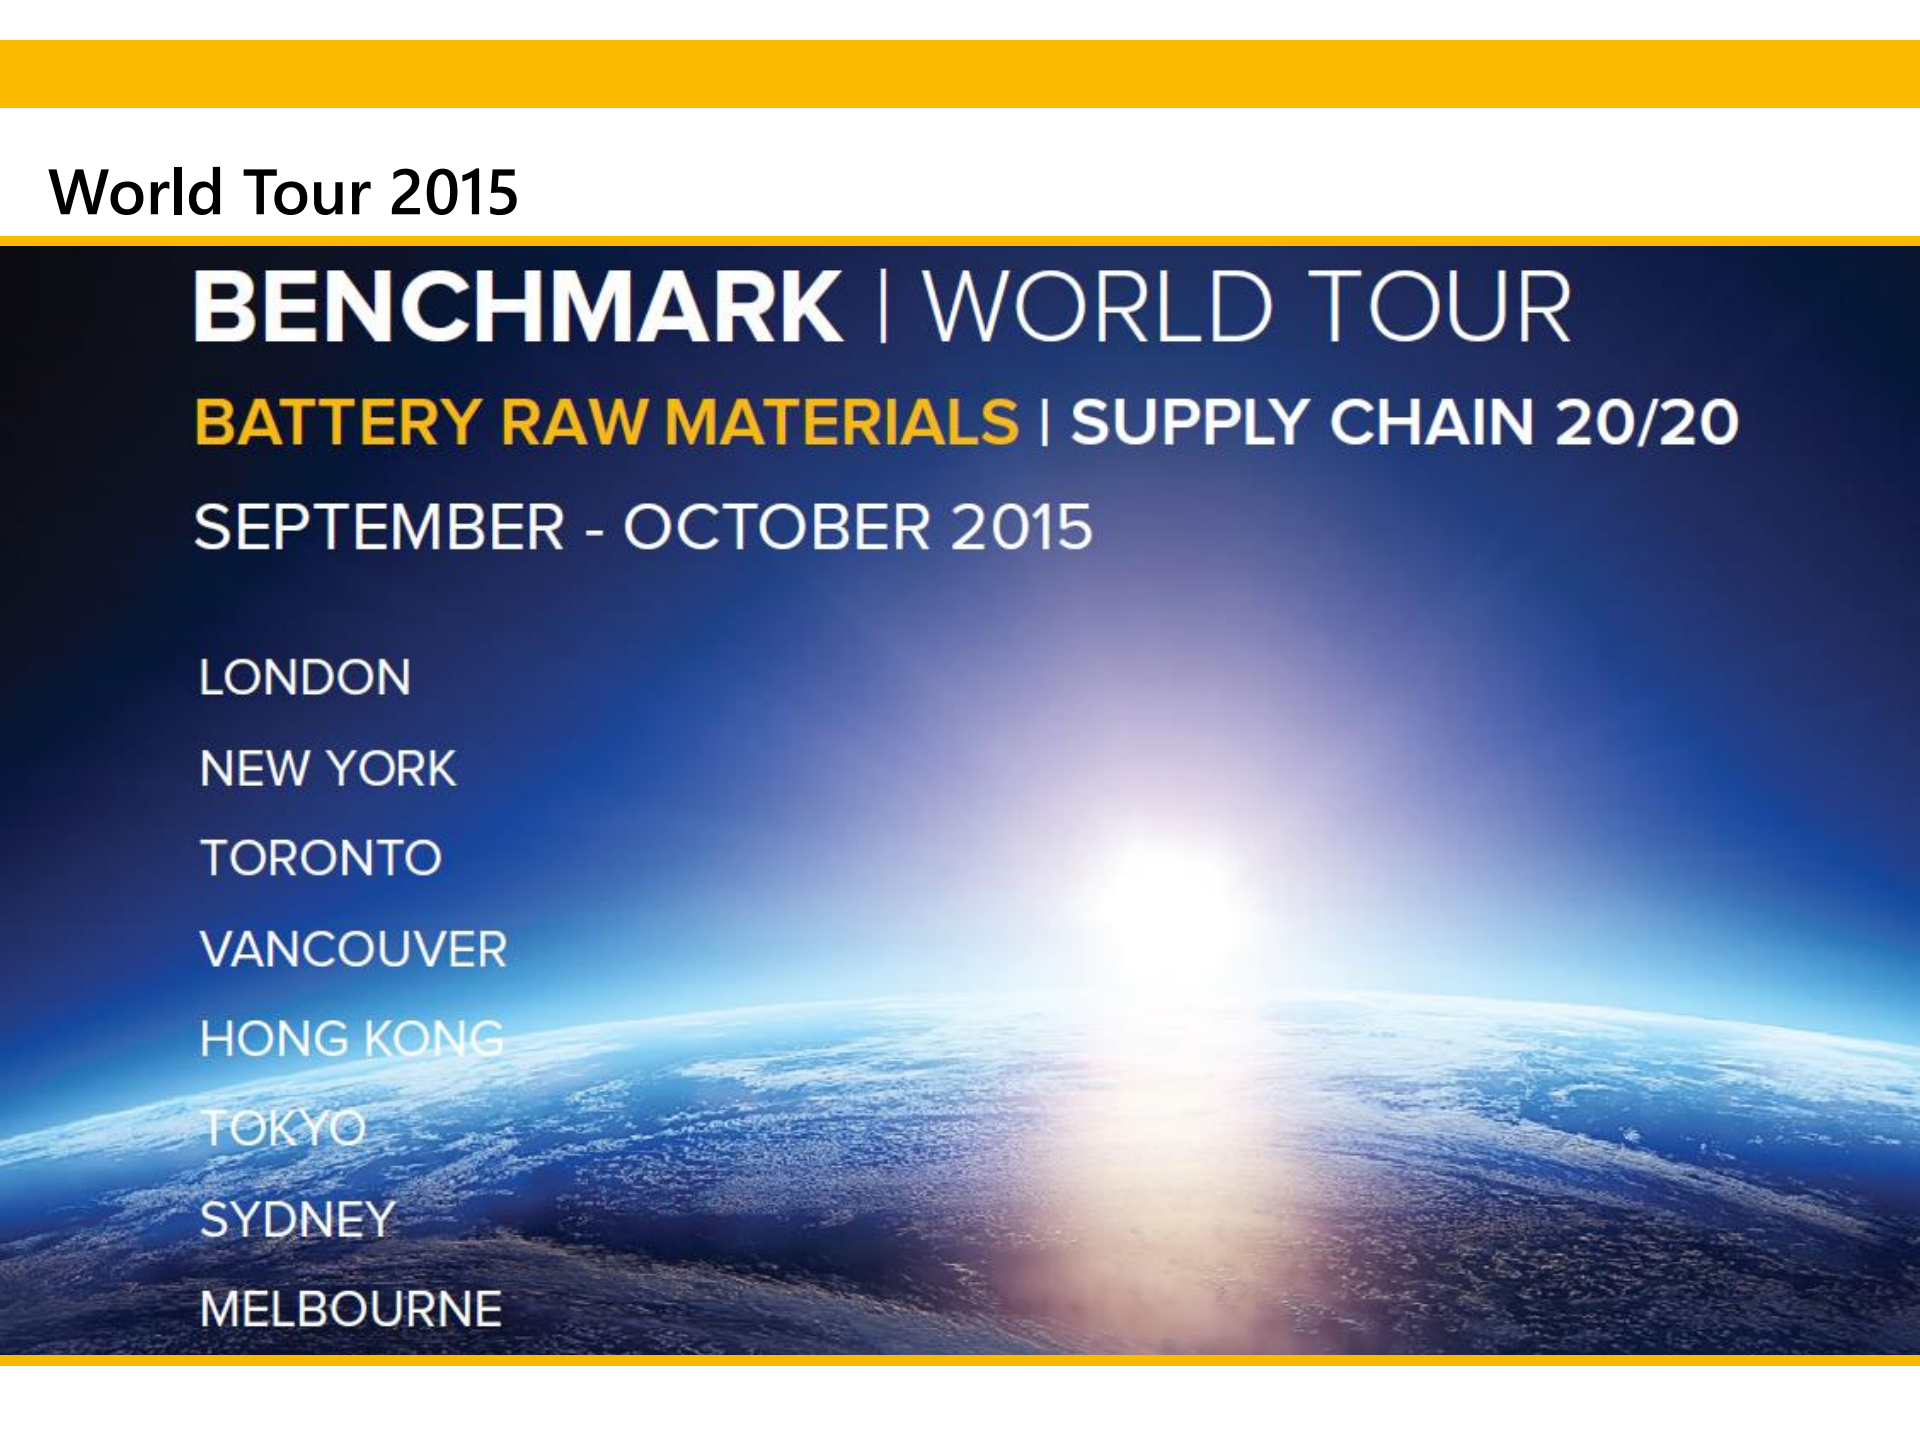 World Tour 2015
BENCHMARK | WORLD TOUR
BATTERY RAW MATERIALS | SUPPLY CHAIN 20/20
SEPTEMBER - OCTOBER 2015
LONDON
NEW YORK
TORONTO
VANCOUVER
HONG KONG
TOKYO
SYDNEY
MELBOURNE